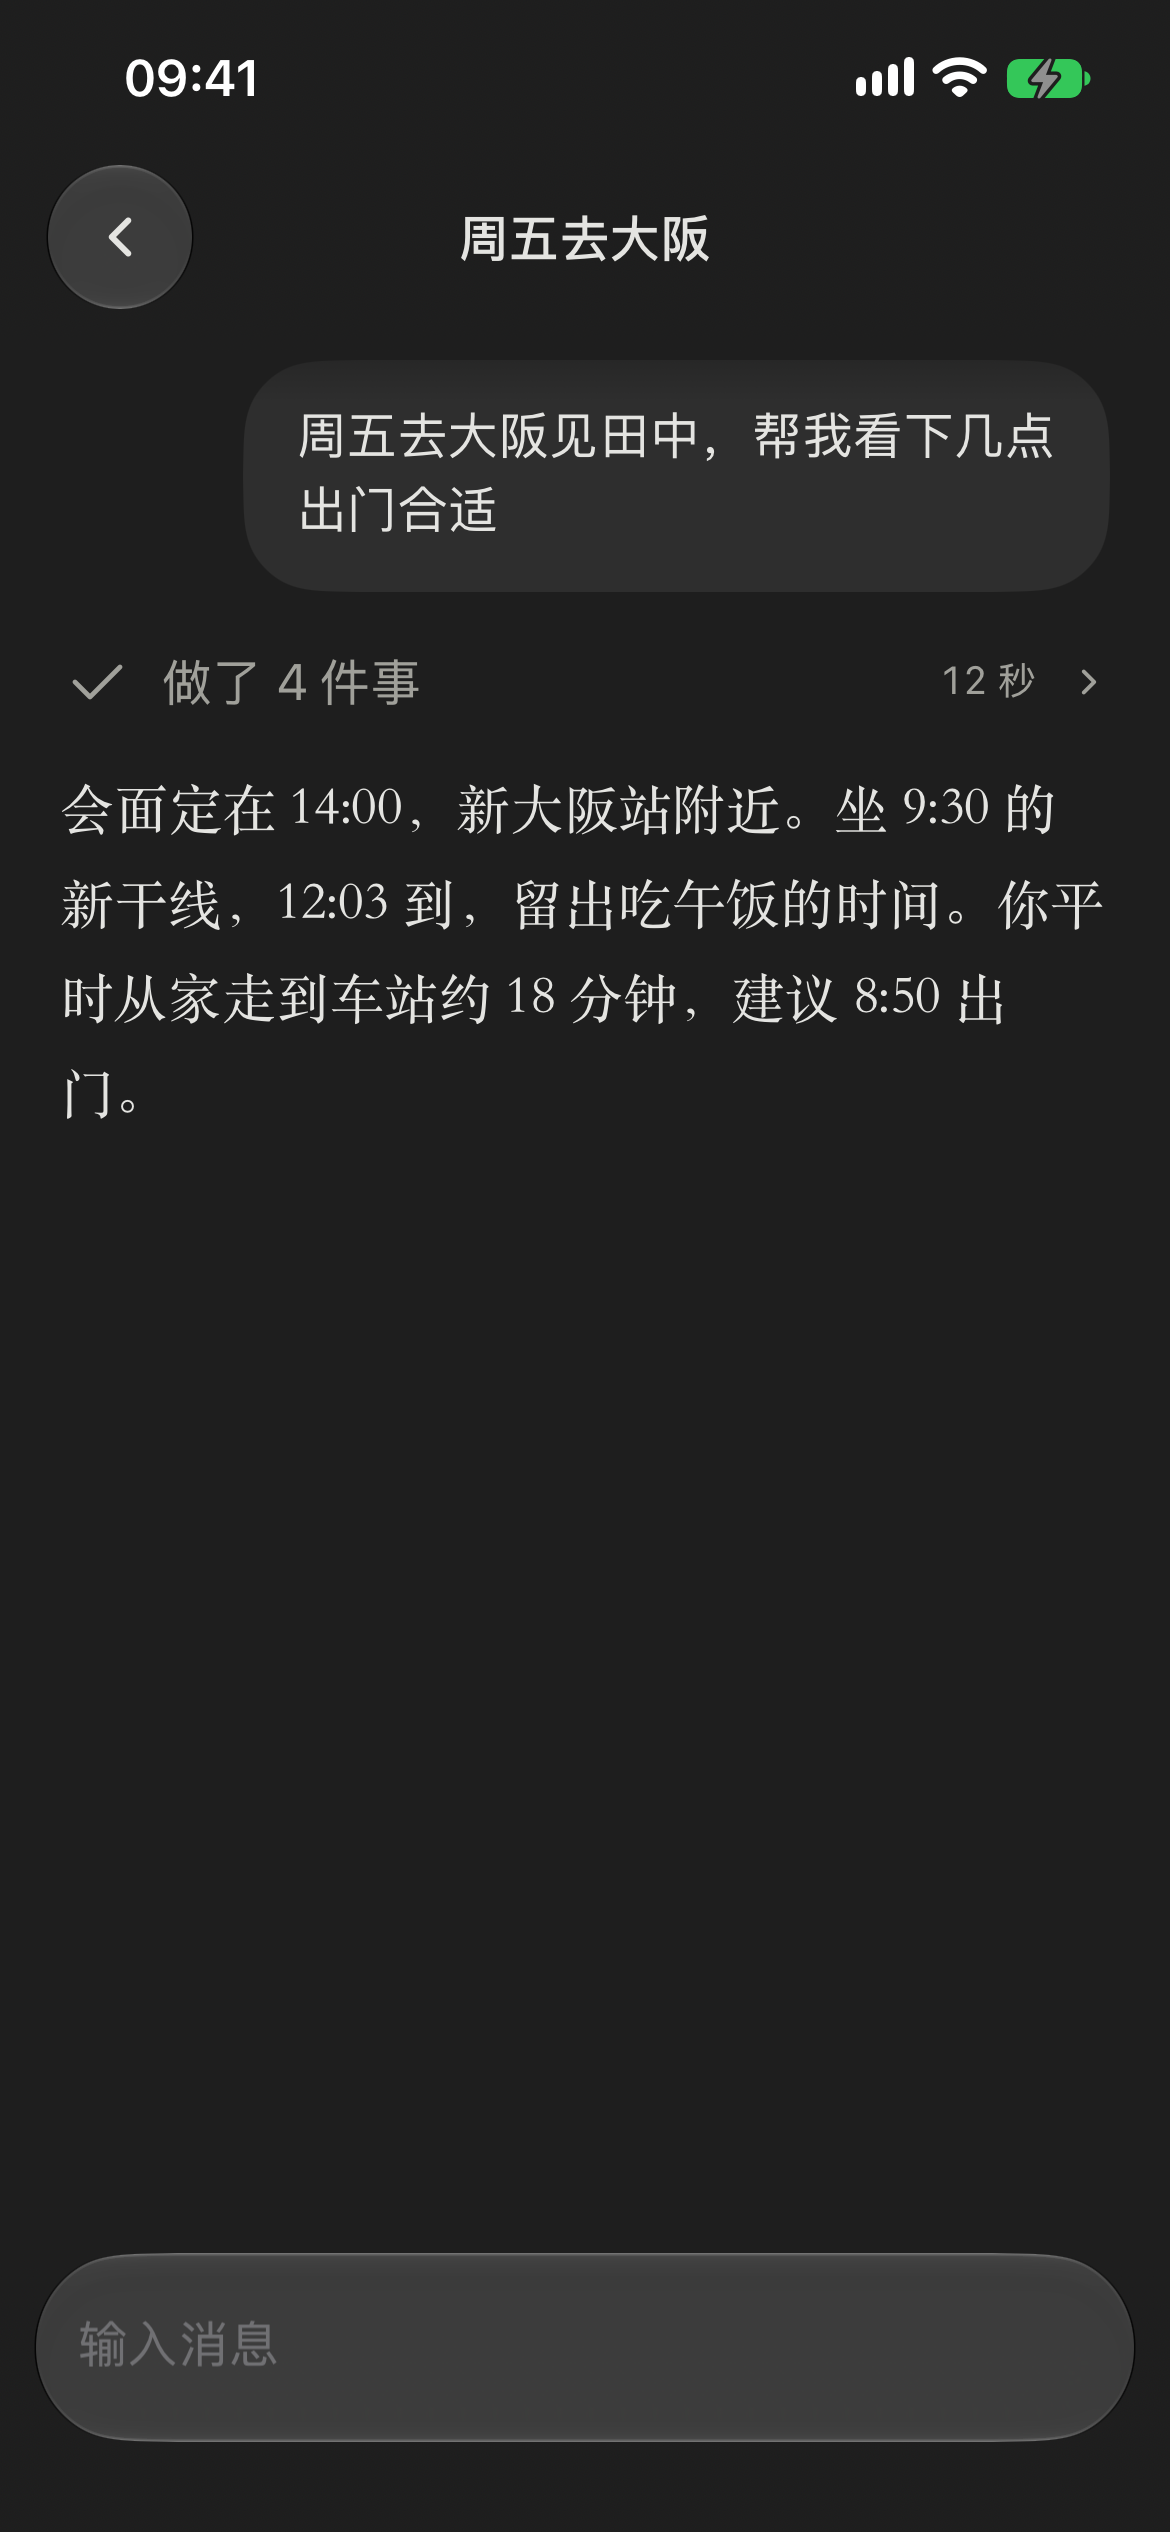 09:41
周五去大阪
周五去大阪见田中，帮我看下几点
出门合适
做了 4 件事
12 秒
会面定在 14:00，新大阪站附近。坐 9:30 的
新干线，12:03 到，留出吃午饭的时间。你平
时从家走到车站约 18 分钟，建议 8:50 出
门。
输入消息